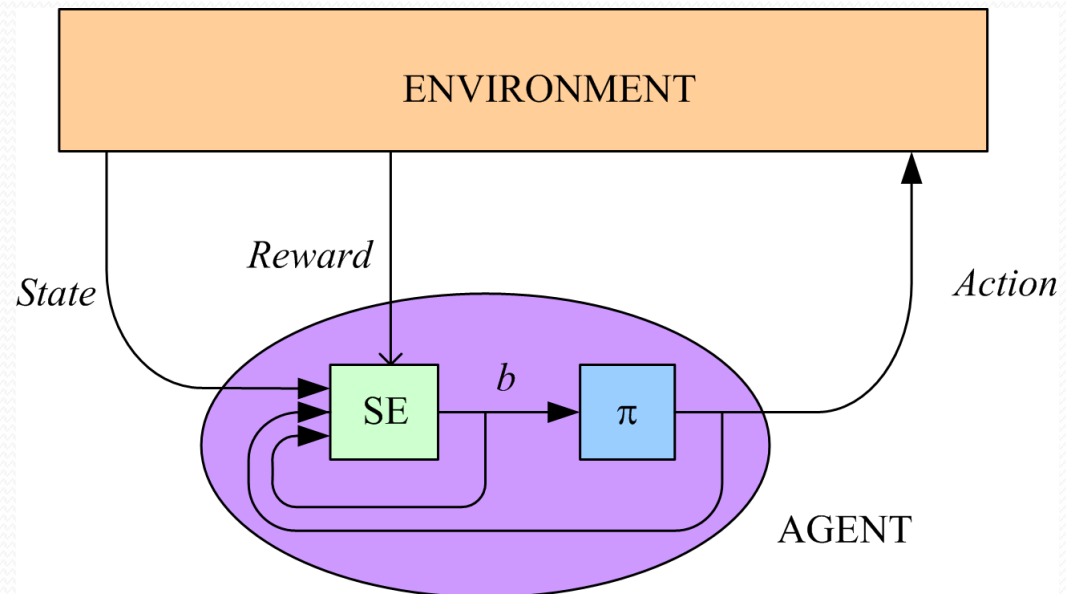 ENVIRONMENT
Reward
State
Action
b
SE
π
AGENT